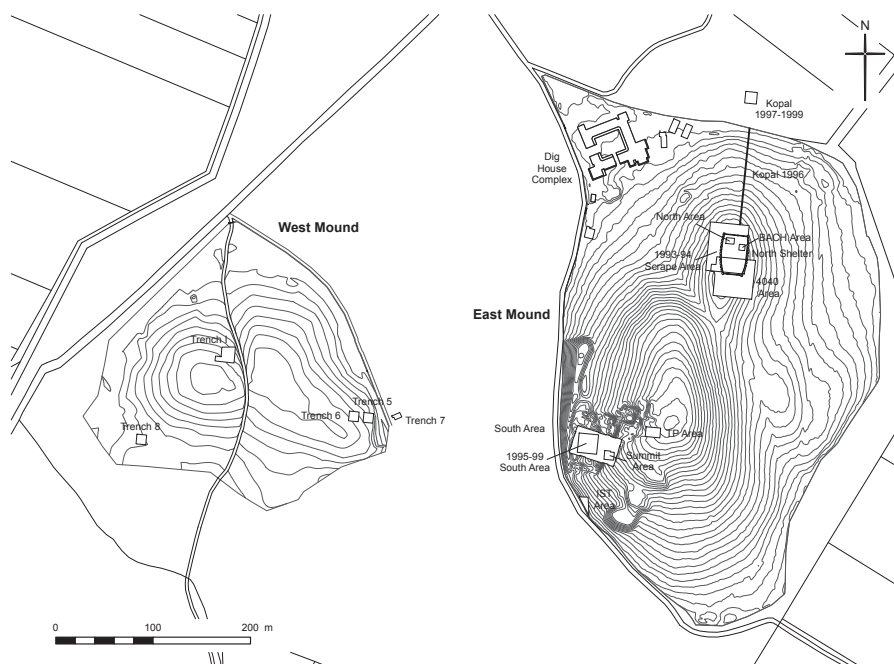 N
Kopal
1997-1999
Dig
House
Complex
Kopal 1996
West Mound
North Area
BACH Area
1993-94
Scrape Area
North Shelter
4040
Area
East Mound
Trench 1
Trench 5
Trench 6
Trench 7
Trench 8
South Area
TP Area
1995-99
South Area
Summit
Area
IST
Area
0
100
200 m